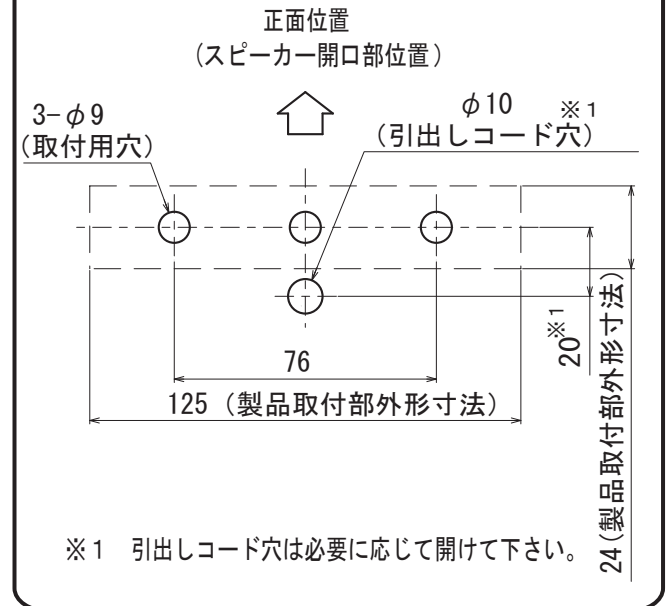 正面位置
(スピーカー開口部位置)
3-φ9
(取付用穴)
φ10 ※1
(引出しコード穴)
76
125 (製品取付部外形寸法)
20※1
24(製品取付部外形寸法)
※1 引出しコード穴は必要に応じて開けて下さい。